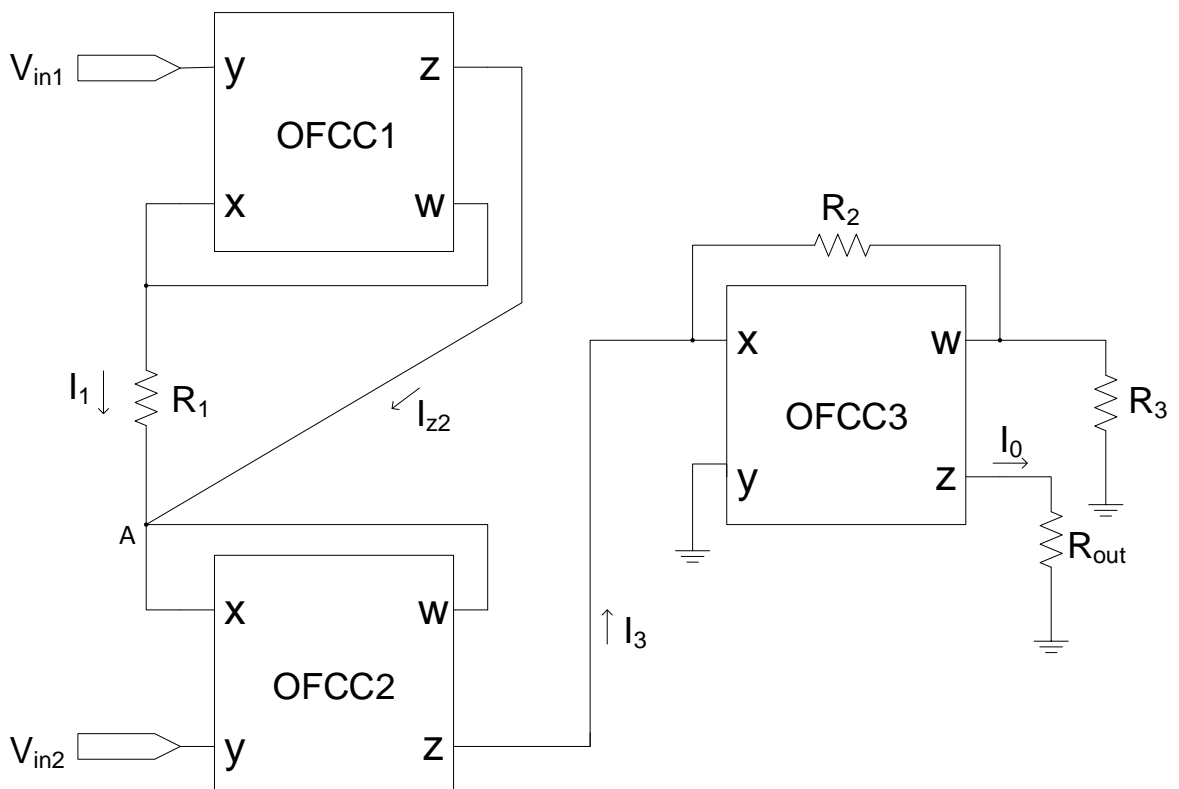 V_in1
y
z
OFCC1
x
w
I_1
R_1
I_z2
A
x
w
OFCC2
V_in2
y
z
I_3
R_2
x
w
OFCC3
R_3
I_0
y
z
R_out